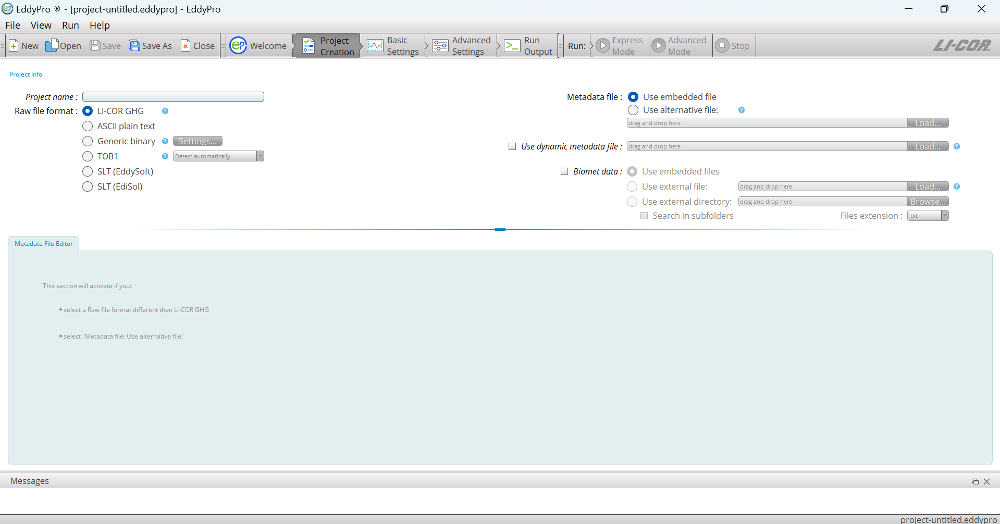 EddyPro ® - [project-untitled.eddypro] - EddyPro
File View Run Help
New Open Save Save As Close Welcome Project Creation Basic Settings Advanced Settings Run Output Run: Express Mode Advanced Mode Stop LI-COR®
Project Info
Project name :
Metadata file : Use embedded file
Raw file format : LI-COR GHG ?
Use alternative file: ?
drag and drop here Load...
ASCII plain text
Generic binary ? Settings...
Use dynamic metadata file : drag and drop here Load... ?
TOB1 ? Detect automatically
SLT (EddySoft)
Biomet data : Use embedded files
SLT (EdiSol)
Use external file: drag and drop here Load... ?
Use external directory: drag and drop here Browse...
Search in subfolders Files extension : txt
Metadata File Editor
This section will activate if you:
• select a Raw file format different than LI-COR GHG
• select "Metadata file: Use alternative file"
Messages
project-untitled.eddypro